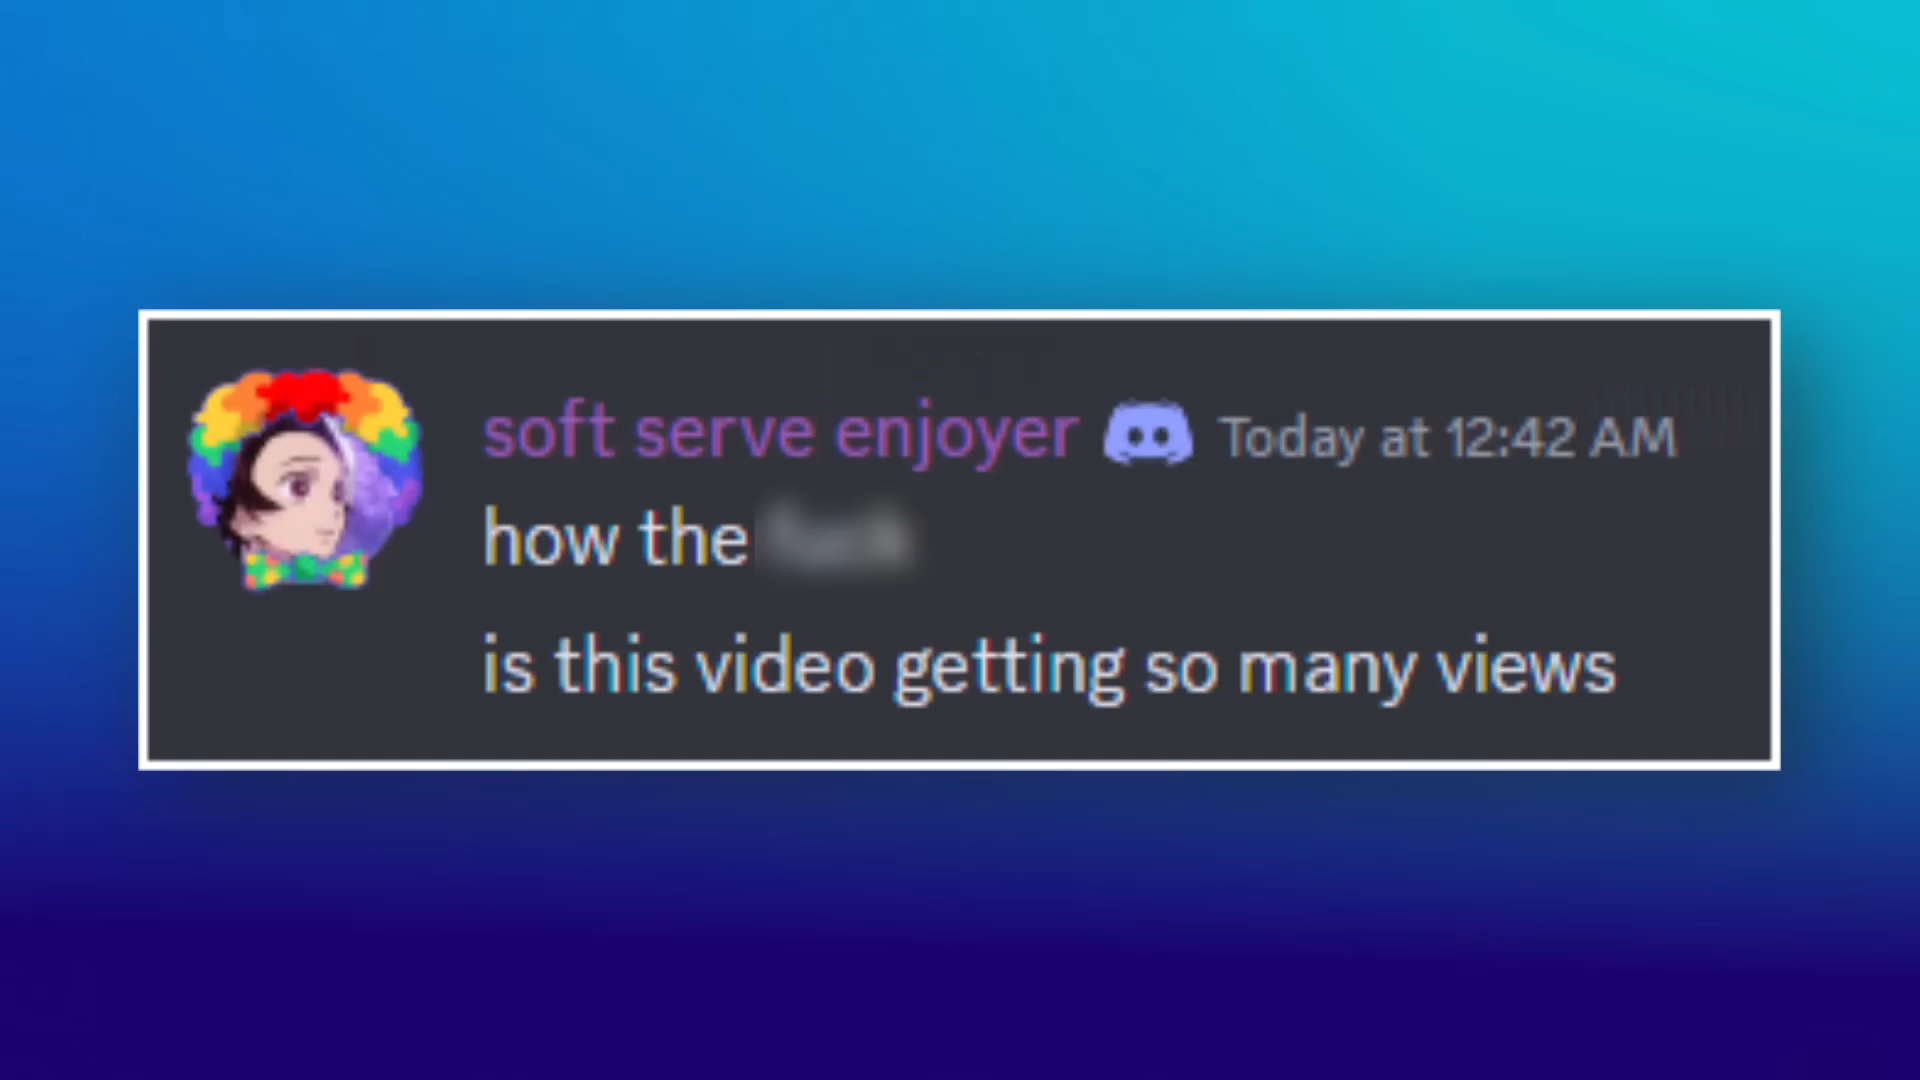 soft serve enjoyer Today at 12:42 AM
how the
is this video getting so many views